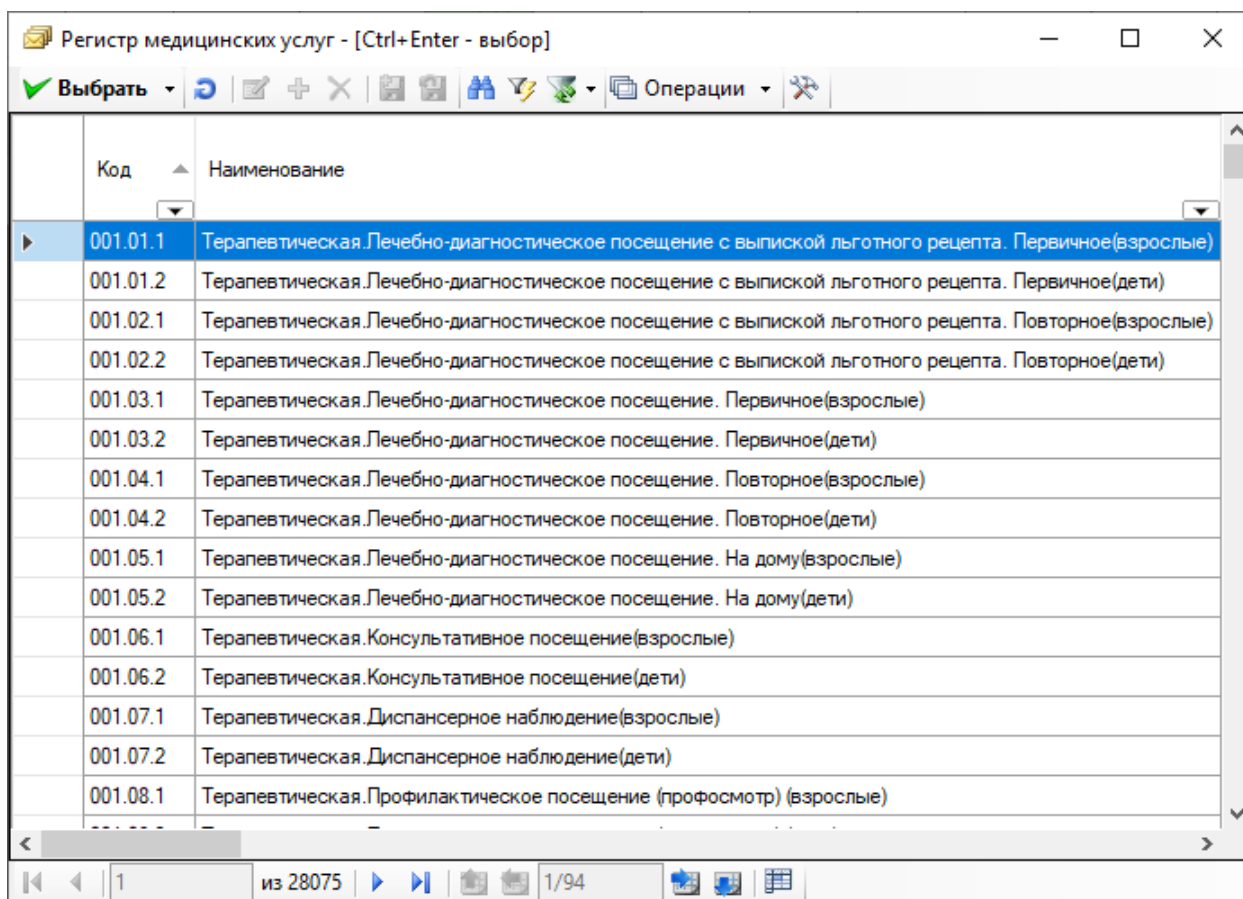 Регистр медицинских услуг - [Ctrl+Enter - выбор]
Выбрать Операции
Код Наименование
001.01.1 Терапевтическая.Лечебно-диагностическое посещение с выпиской льготного рецепта. Первичное(взрослые)
001.01.2 Терапевтическая.Лечебно-диагностическое посещение с выпиской льготного рецепта. Первичное(дети)
001.02.1 Терапевтическая.Лечебно-диагностическое посещение с выпиской льготного рецепта. Повторное(взрослые)
001.02.2 Терапевтическая.Лечебно-диагностическое посещение с выпиской льготного рецепта. Повторное(дети)
001.03.1 Терапевтическая.Лечебно-диагностическое посещение. Первичное(взрослые)
001.03.2 Терапевтическая.Лечебно-диагностическое посещение. Первичное(дети)
001.04.1 Терапевтическая.Лечебно-диагностическое посещение. Повторное(взрослые)
001.04.2 Терапевтическая.Лечебно-диагностическое посещение. Повторное(дети)
001.05.1 Терапевтическая.Лечебно-диагностическое посещение. На дому(взрослые)
001.05.2 Терапевтическая.Лечебно-диагностическое посещение. На дому(дети)
001.06.1 Терапевтическая.Консультативное посещение(взрослые)
001.06.2 Терапевтическая.Консультативное посещение(дети)
001.07.1 Терапевтическая.Диспансерное наблюдение(взрослые)
001.07.2 Терапевтическая.Диспансерное наблюдение(дети)
001.08.1 Терапевтическая.Профилактическое посещение (профосмотр) (взрослые)
1 из 28075 1/94